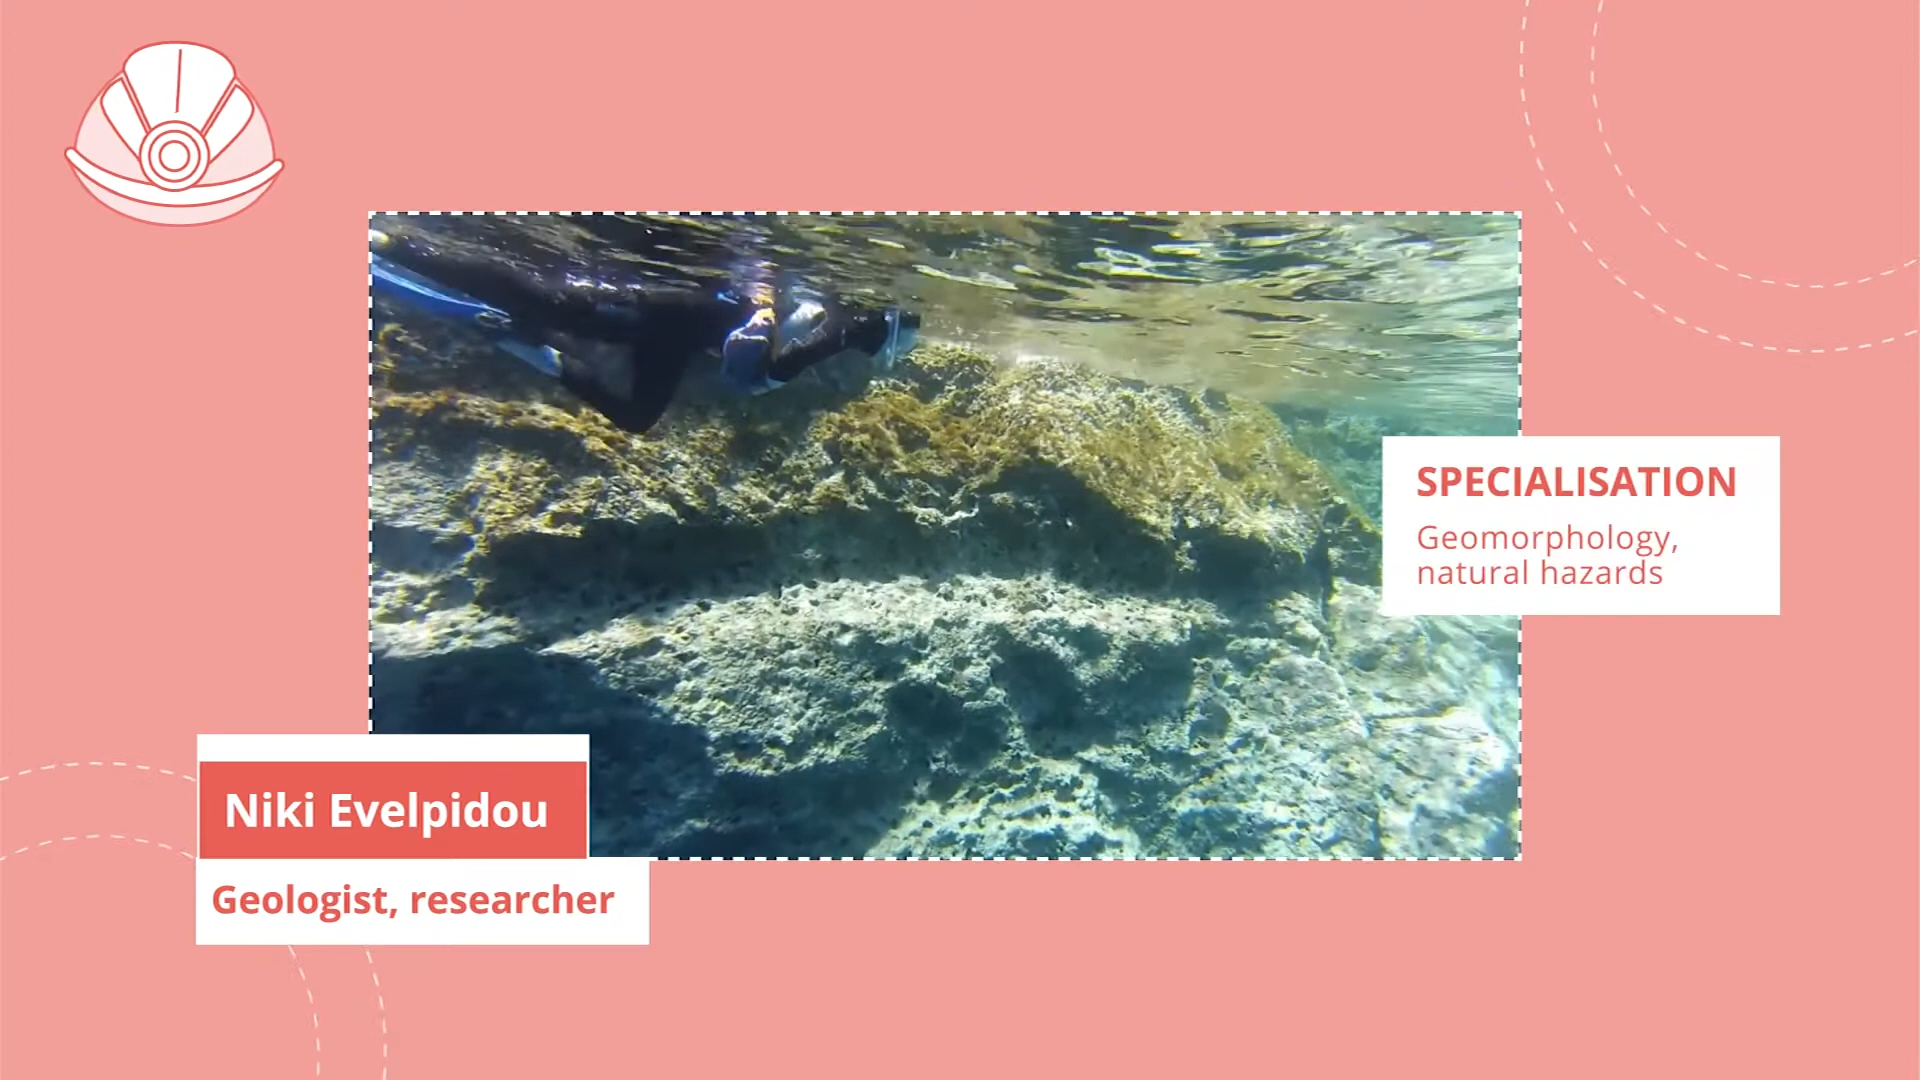 SPECIALISATION
Geomorphology,
natural hazards
Niki Evelpidou
Geologist, researcher